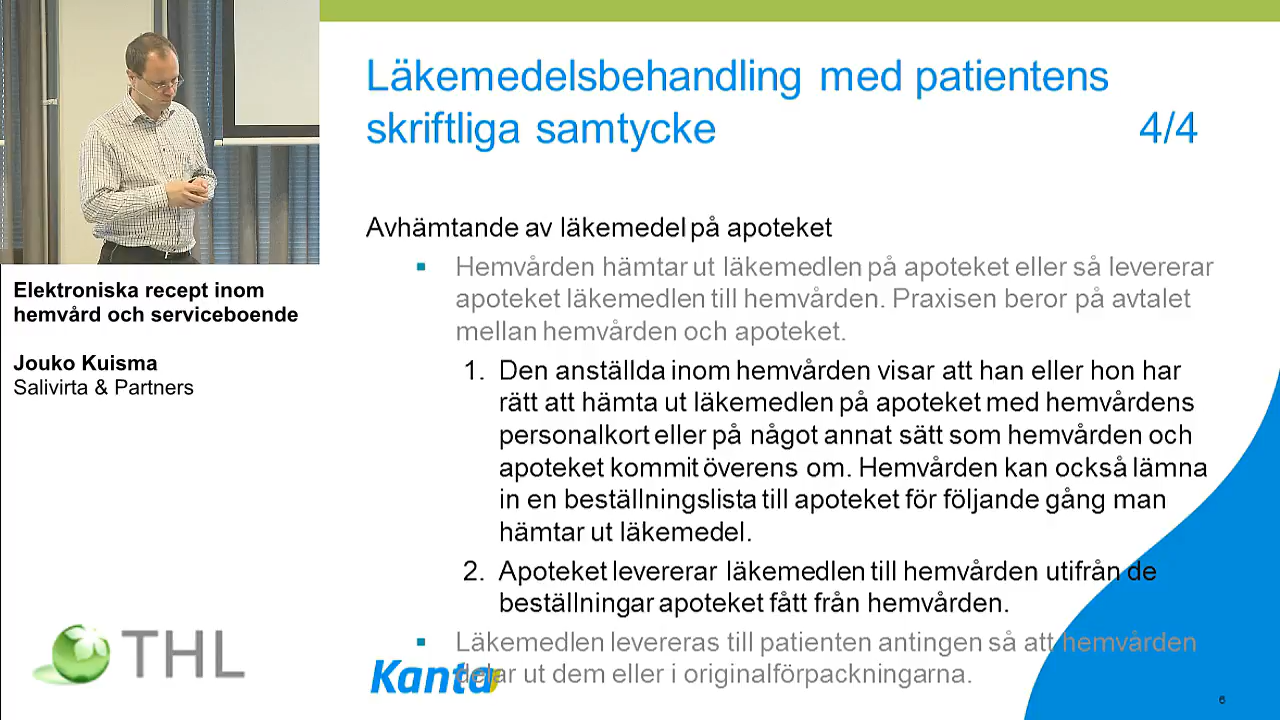 Läkemedelsbehandling med patientens
skriftliga samtycke 4/4
Avhämtande av läkemedel på apoteket
▪ Hemvården hämtar ut läkemedlen på apoteket eller så levererar
apoteket läkemedlen till hemvården. Praxisen beror på avtalet
mellan hemvården och apoteket.
1. Den anställda inom hemvården visar att han eller hon har
rätt att hämta ut läkemedlen på apoteket med hemvårdens
personalkort eller på något annat sätt som hemvården och
apoteket kommit överens om. Hemvården kan också lämna
in en beställningslista till apoteket för följande gång man
hämtar ut läkemedel.
2. Apoteket levererar läkemedlen till hemvården utifrån de
beställningar apoteket fått från hemvården.
▪ Läkemedlen levereras till patienten antingen så att hemvården
delar ut dem eller i originalförpackningarna.
Elektroniska recept inom
hemvård och serviceboende
Jouko Kuisma
Salivirta & Partners
THL
Kanta
6